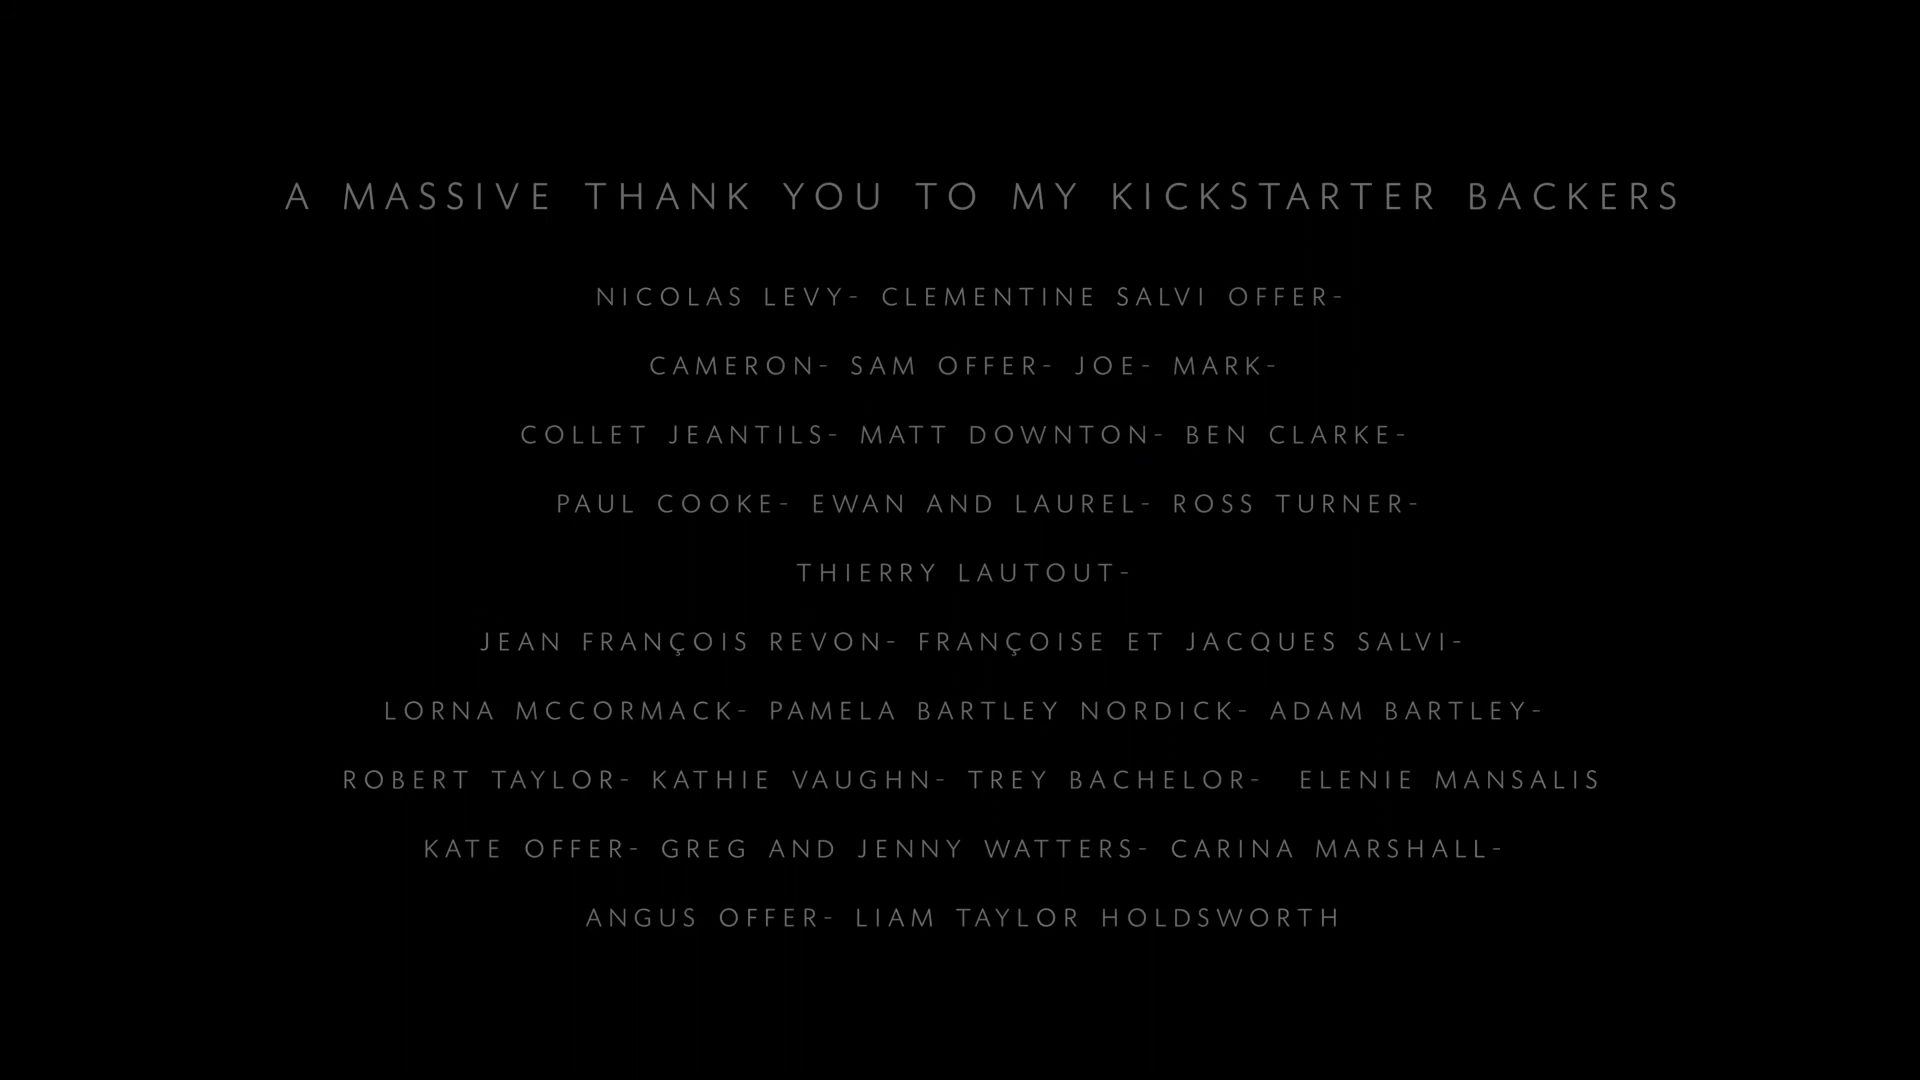 A MASSIVE THANK YOU TO MY KICKSTARTER BACKERS
NICOLAS LEVY- CLEMENTINE SALVI OFFER-
CAMERON- SAM OFFER- JOE- MARK-
COLLET JEANTILS- MATT DOWNTON- BEN CLARKE-
PAUL COOKE- EWAN AND LAUREL- ROSS TURNER-
THIERRY LAUTOUT-
JEAN FRANÇOIS REVON- FRANÇOISE ET JACQUES SALVI-
LORNA MCCORMACK- PAMELA BARTLEY NORDICK- ADAM BARTLEY-
ROBERT TAYLOR- KATHIE VAUGHN- TREY BACHELOR- ELENIE MANSALIS
KATE OFFER- GREG AND JENNY WATTERS- CARINA MARSHALL-
ANGUS OFFER- LIAM TAYLOR HOLDSWORTH